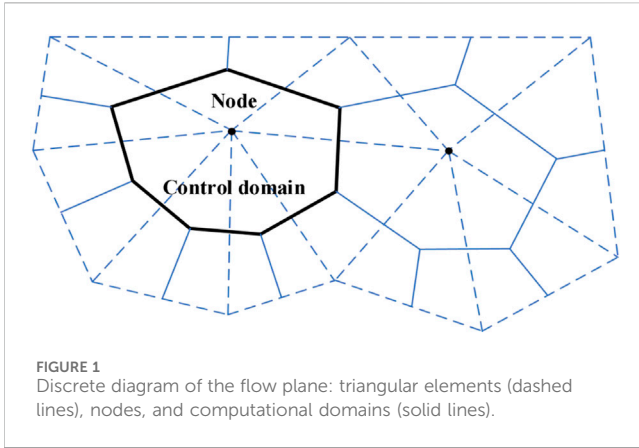 Node
Control domain
FIGURE 1
Discrete diagram of the flow plane: triangular elements (dashed
lines), nodes, and computational domains (solid lines).